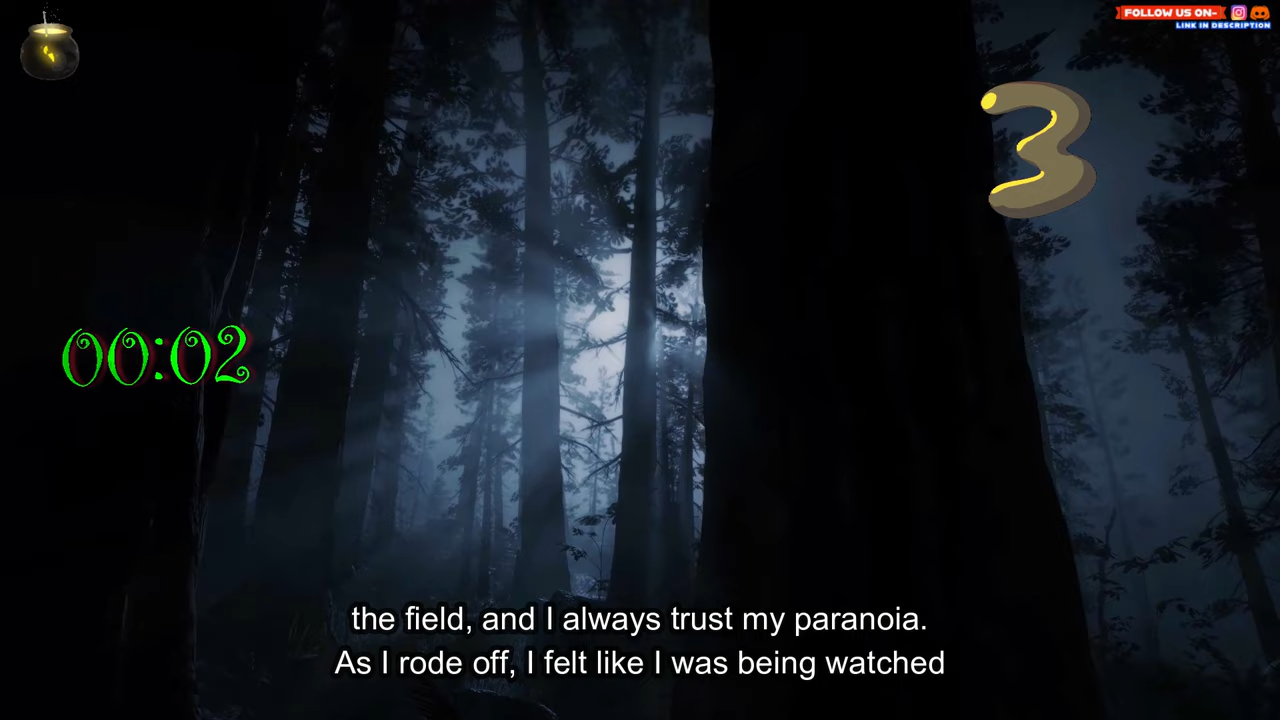 FOLLOW US ON-
LINK IN DESCRIPTION
3
00:02
the field, and I always trust my paranoia.
As I rode off, I felt like I was being watched